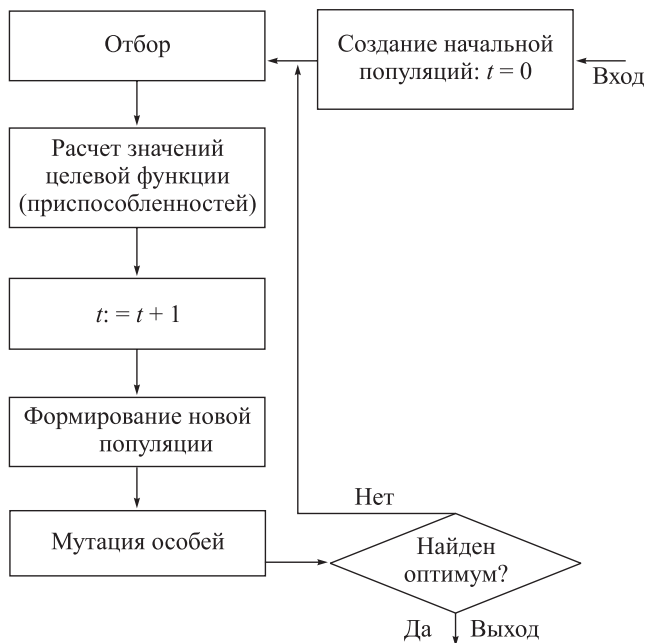 Отбор
Создание начальной
популяций: t = 0
Вход
Расчет значений
целевой функции
(приспособленностей)
t: = t + 1
Формирование новой
популяции
Мутация особей
Нет
Найден
оптимум?
Да
Выход